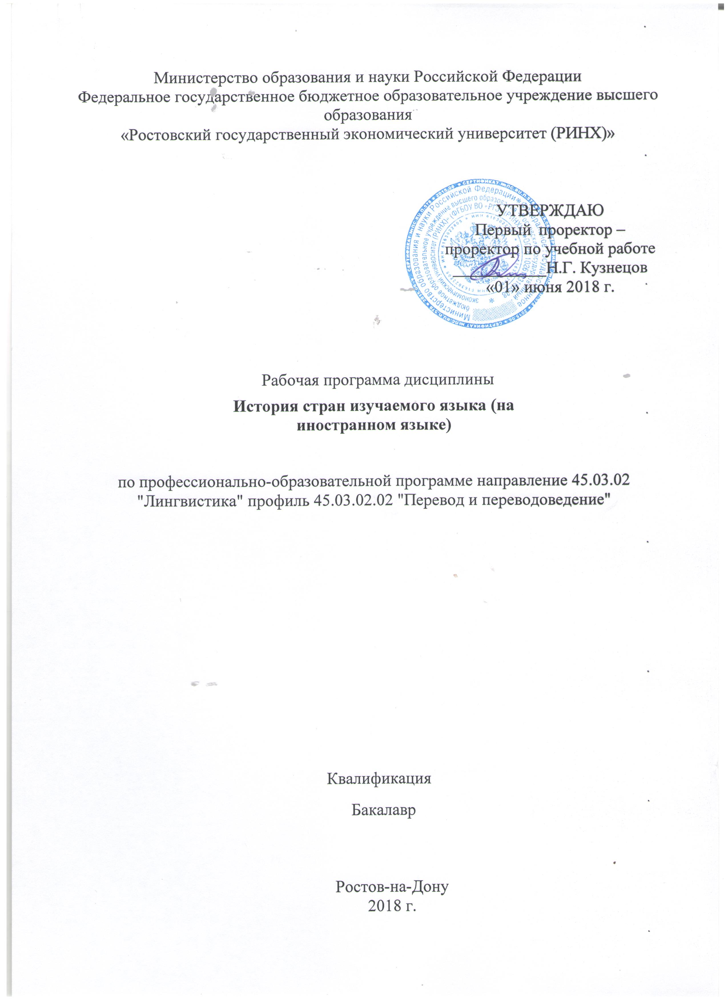 Министерство образования и науки Российской Федерации
Федеральное государственное бюджетное образовательное учреждение высшего
образования
«Ростовский государственный экономический университет (РИНХ)»
УТВЕРЖДАЮ
Первый проректор –
проректор по учебной работе
Н.Г. Кузнецов
«01» июня 2018 г.
Рабочая программа дисциплины
История стран изучаемого языка (на
иностранном языке)
по профессионально-образовательной программе направление 45.03.02
"Лингвистика" профиль 45.03.02.02 "Перевод и переводоведение"
Квалификация
Бакалавр
Ростов-на-Дону
2018 г.